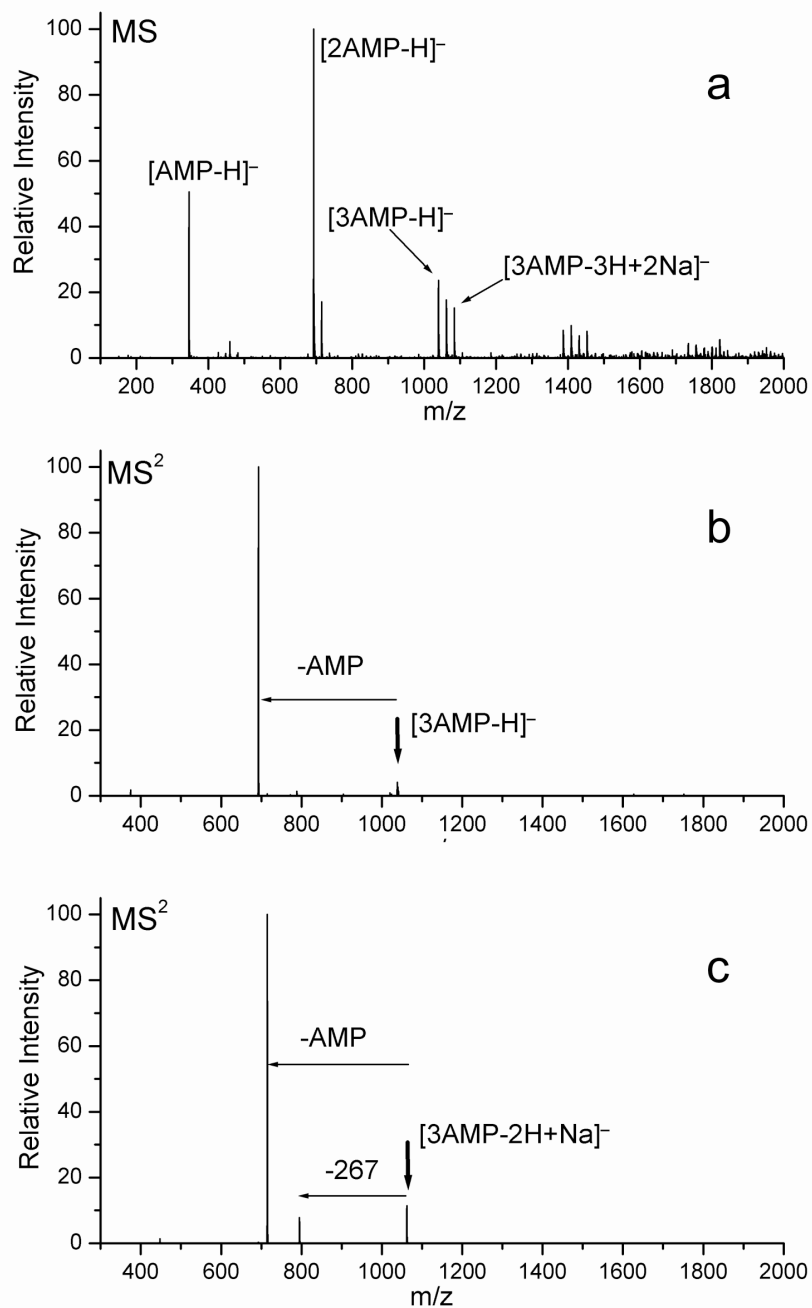 MS
a
[2AMP-H]⁻
[AMP-H]⁻
[3AMP-H]⁻
[3AMP-3H+2Na]⁻
Relative Intensity
100
80
60
40
20
0
200 400 600 800 1000 1200 1400 1600 1800 2000
m/z
MS²
b
-AMP
[3AMP-H]⁻
Relative Intensity
100
80
60
40
20
0
400 600 800 1000 1200 1400 1600 1800 2000
MS²
c
-AMP
[3AMP-2H+Na]⁻
-267
Relative Intensity
100
80
60
40
20
0
400 600 800 1000 1200 1400 1600 1800 2000
m/z